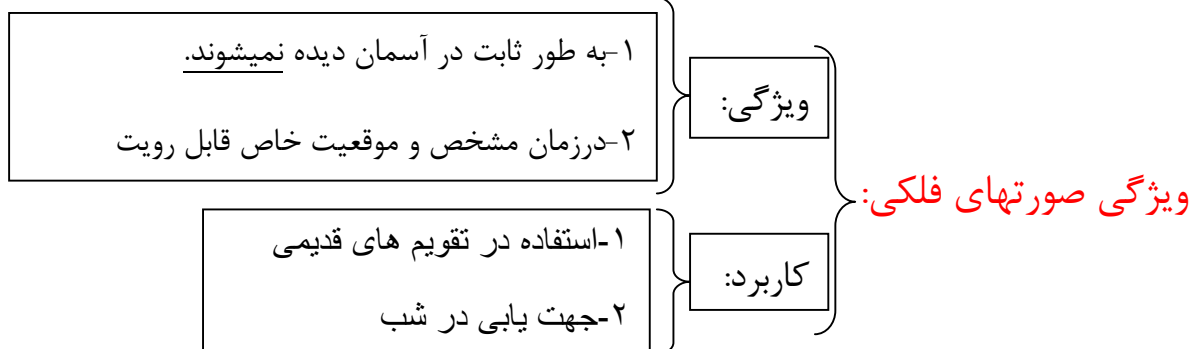 ویژگی صورتهای فلکی:
ویژگی:
۱-به طور ثابت در آسمان دیده نمیشوند.
۲-درزمان مشخص و موقعیت خاص قابل رویت
کاربرد:
۱-استفاده در تقویم های قدیمی
۲-جهت یابی در شب